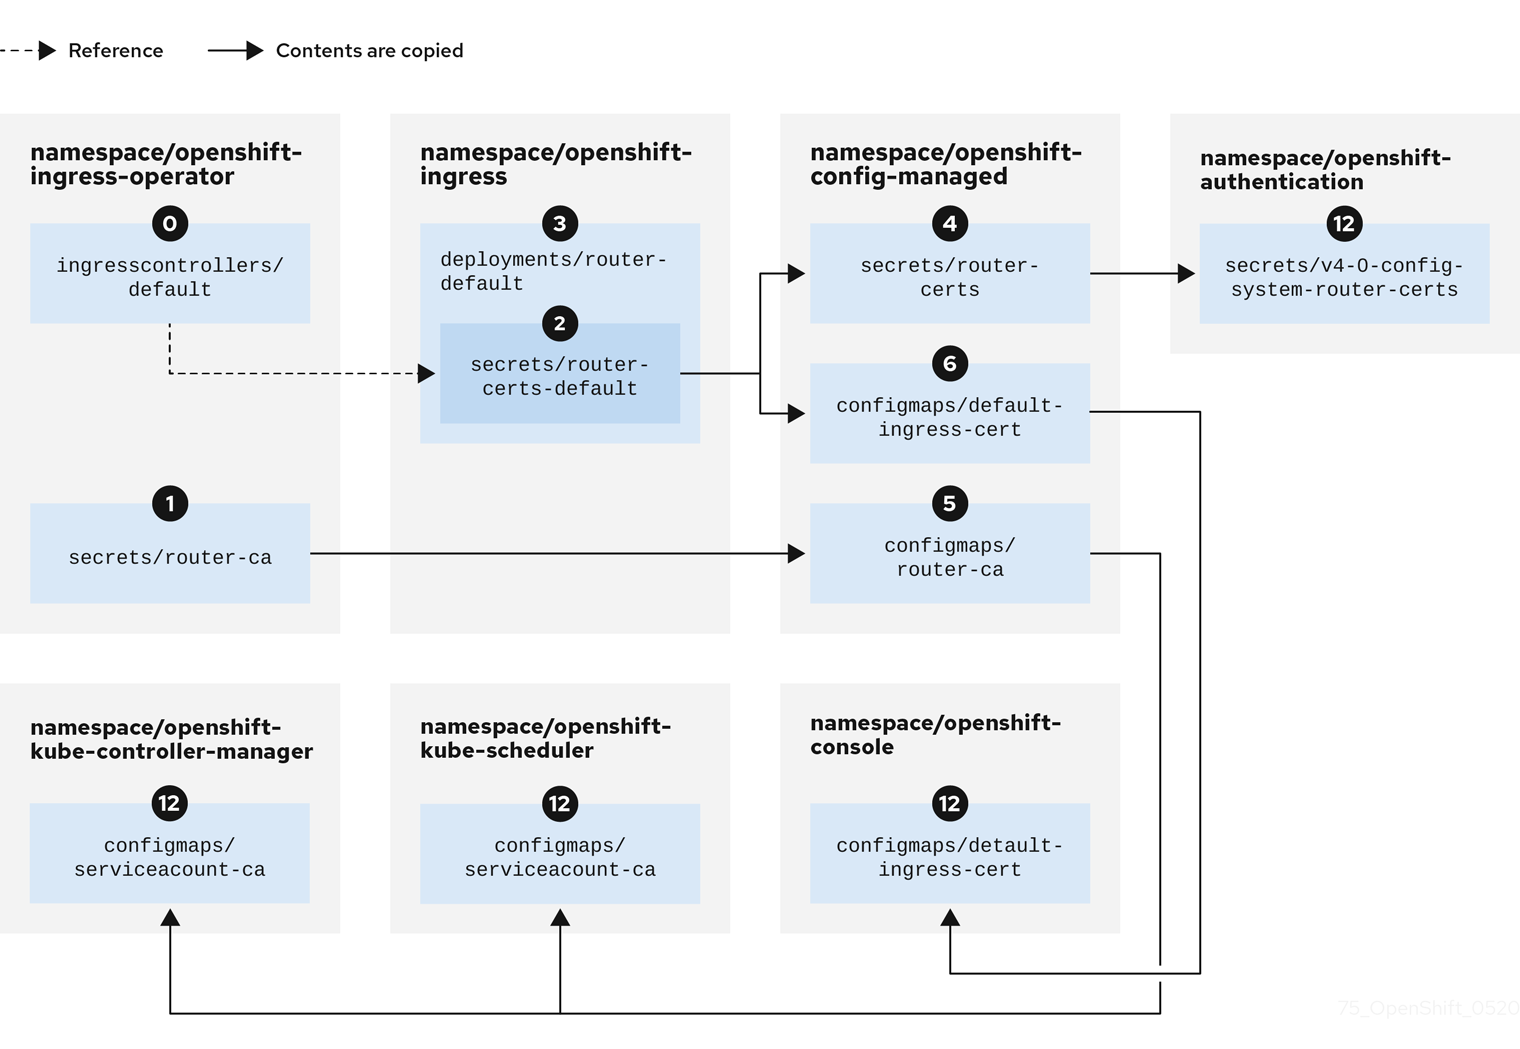 Reference
Contents are copied
namespace/openshift-
ingress-operator
0
ingresscontrollers/
default
1
secrets/router-ca
namespace/openshift-
ingress
3
deployments/router-
default
2
secrets/router-
certs-default
namespace/openshift-
config-managed
4
secrets/router-
certs
6
configmaps/default-
ingress-cert
5
configmaps/
router-ca
namespace/openshift-
authentication
12
secrets/v4-0-config-
system-router-certs
namespace/openshift-
kube-controller-manager
12
configmaps/
serviceacount-ca
namespace/openshift-
kube-scheduler
12
configmaps/
serviceacount-ca
namespace/openshift-
console
12
configmaps/detault-
ingress-cert
75_OpenShift_0520